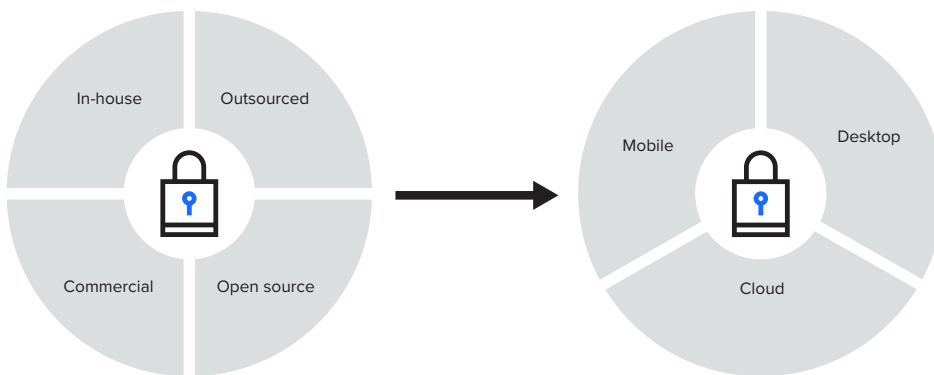 In-house
Outsourced
Commercial
Open source
Mobile
Desktop
Cloud